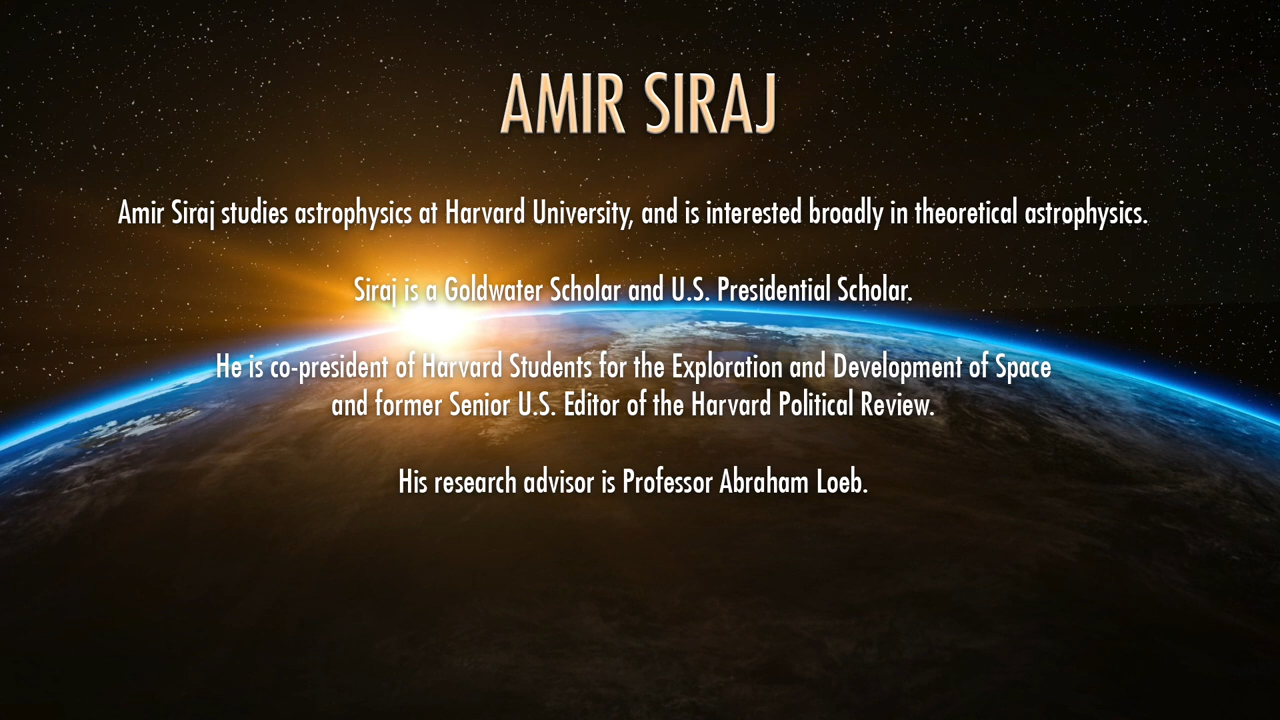 AMIR SIRAJ
Amir Siraj studies astrophysics at Harvard University, and is interested broadly in theoretical astrophysics.
Siraj is a Goldwater Scholar and U.S. Presidential Scholar.
He is co-president of Harvard Students for the Exploration and Development of Space
and former Senior U.S. Editor of the Harvard Political Review.
His research advisor is Professor Abraham Loeb.